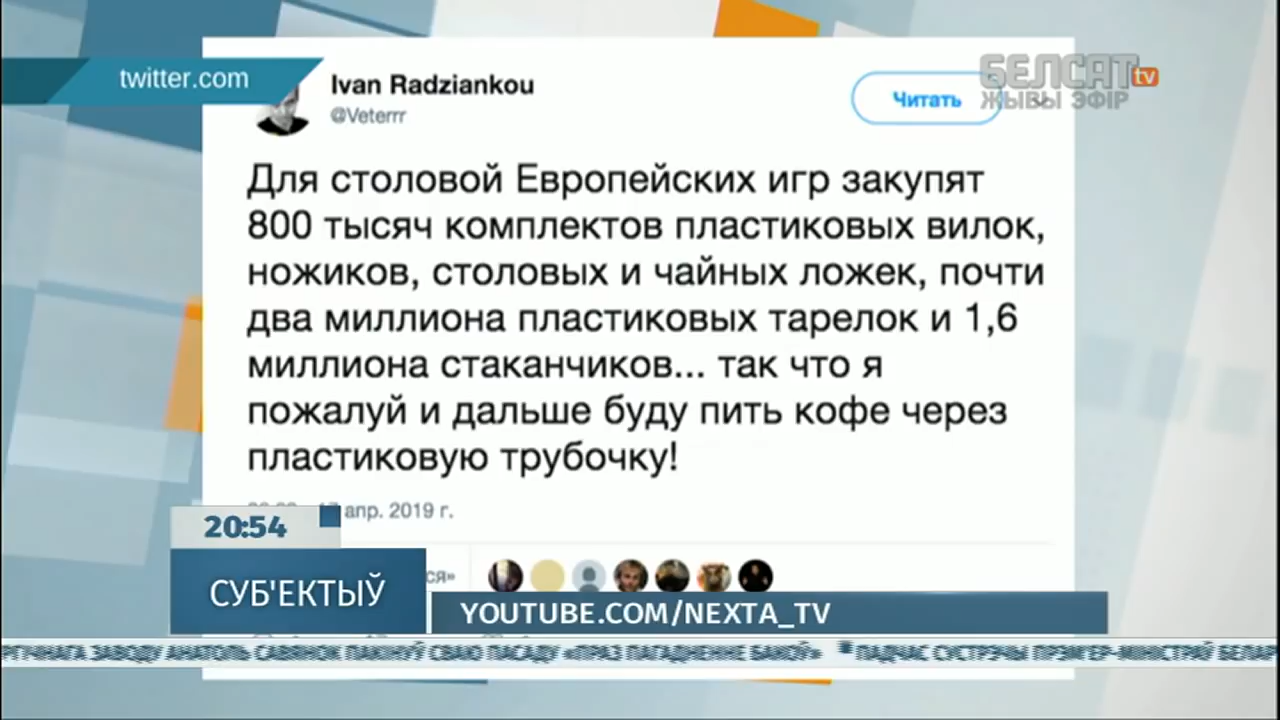 twitter.com
Ivan Radziankou
@Veterrr
Читать
БЕЛСАТ tv
ЖЫВЫ ЭФІР
Для столовой Европейских игр закупят
800 тысяч комплектов пластиковых вилок,
ножиков, столовых и чайных ложек, почти
два миллиона пластиковых тарелок и 1,6
миллиона стаканчиков... так что я
пожалуй и дальше буду пить кофе через
пластиковую трубочку!
апр. 2019 г.
20:54
СУБ'ЕКТЫЎ
YOUTUBE.COM/NEXTA_TV
ЗАВОДУ АНАТОЛЬ САВЯНОК ПАКІНУЎ СВАЮ ПАСАДУ «ПРАЗ ПАГАДНЕННЕ БАКОЎ» ПАДЧАС СУСТРЭЧЫ ПРЭМ'ЕР-МІНІСТРАЎ